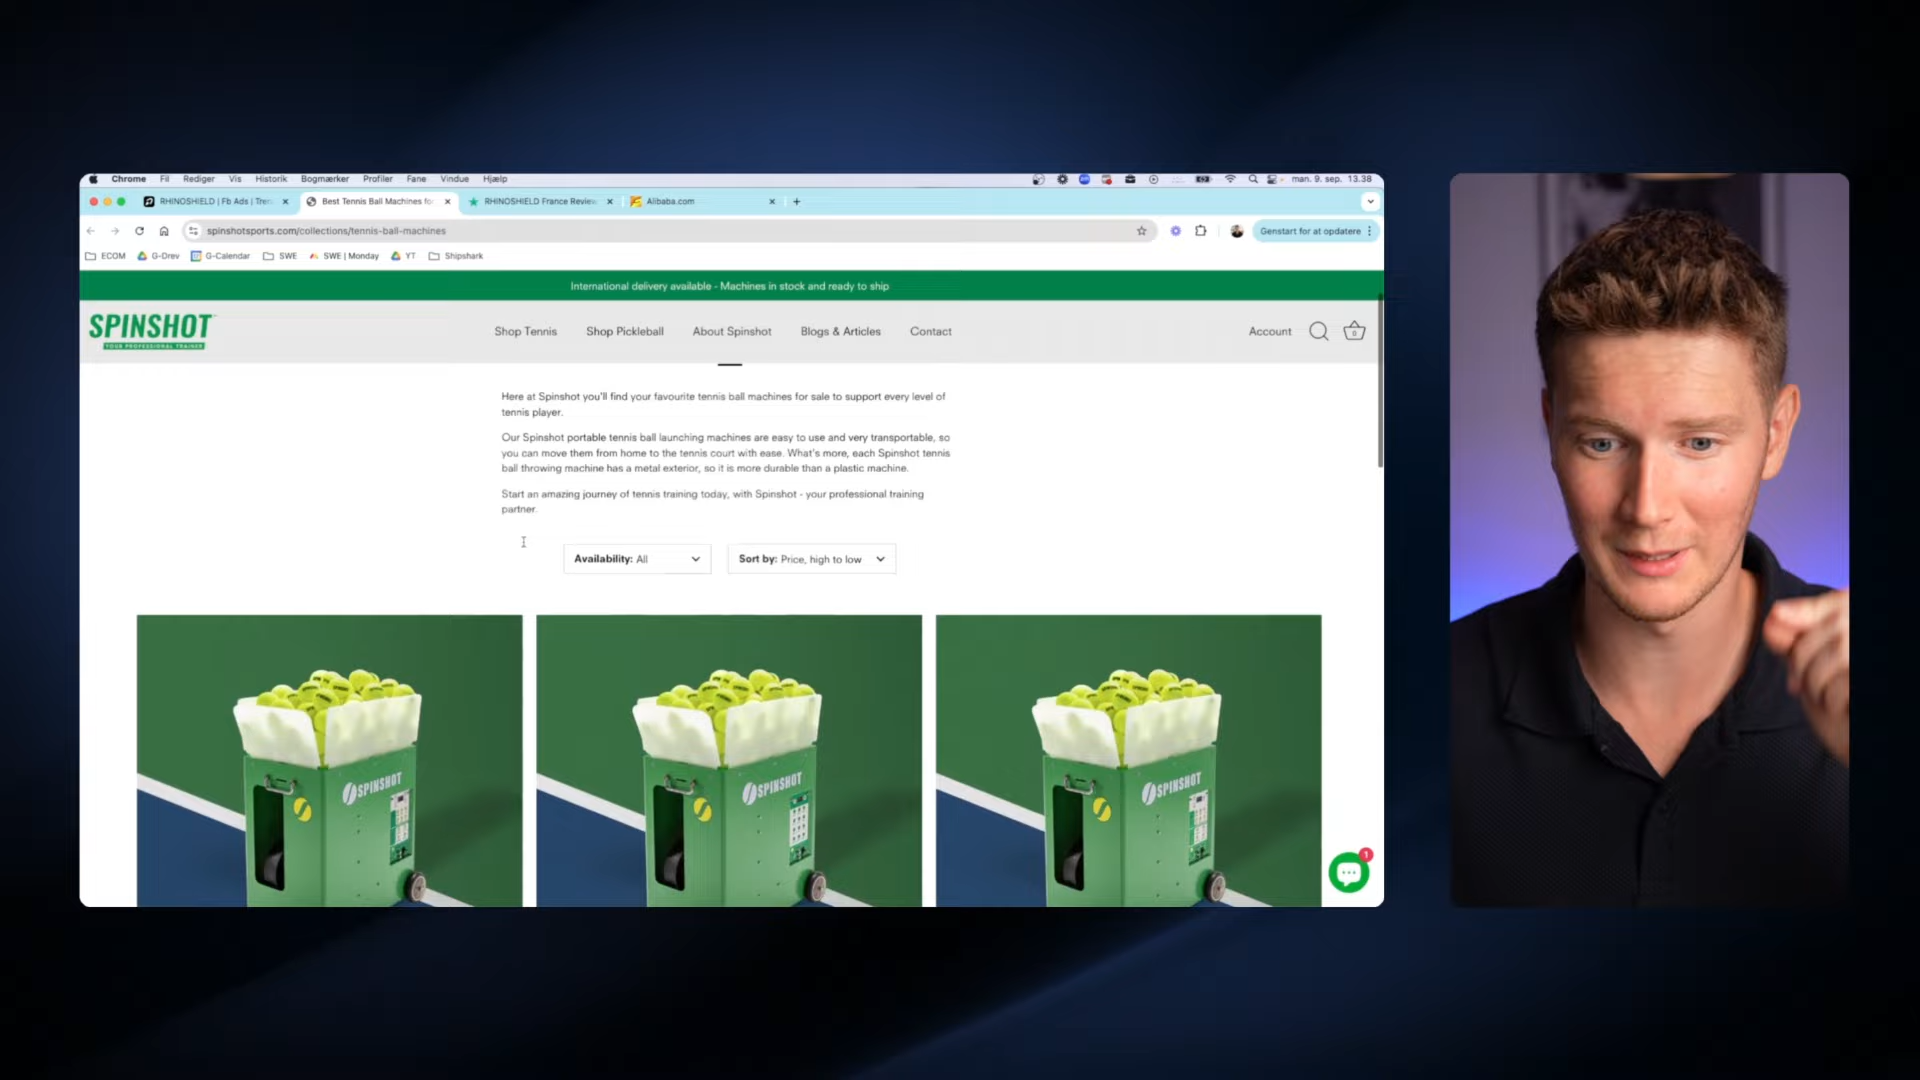 Chrome Fil Rediger Vis Historik Bogmærker Profiler Fane Vindue Hjælp man. 9. sep. 13.38
RHINOSHIELD | Fb Ads | Tren Best Tennis Ball Machines fo RHINOSHIELD France Review Alibaba.com
spinshotsports.com/collections/tennis-ball-machines Genstart for at opdatere
ECOM G-Drev G-Calendar SWE SWE | Monday YT Shipshark
International delivery available - Machines in stock and ready to ship
SPINSHOT
YOUR PROFESSIONAL TRAINER
Shop Tennis Shop Pickleball About Spinshot Blogs & Articles Contact Account 0
Here at Spinshot you'll find your favourite tennis ball machines for sale to support every level of
tennis player.
Our Spinshot portable tennis ball launching machines are easy to use and very transportable, so
you can move them from home to the tennis court with ease. What's more, each Spinshot tennis
ball throwing machine has a metal exterior, so it is more durable than a plastic machine.
Start an amazing journey of tennis training today, with Spinshot - your professional training
partner.
Availability: All Sort by: Price, high to low
SPINSHOT SPINSHOT SPINSHOT
1